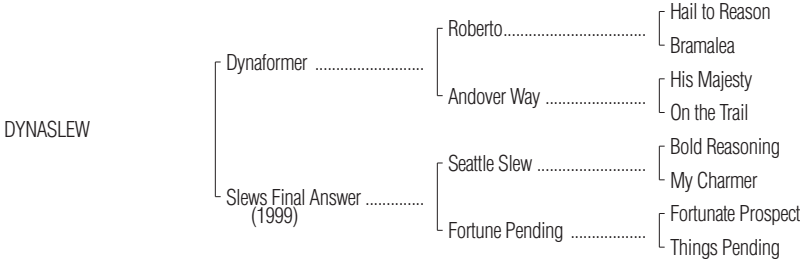 Hail to Reason
Roberto..................................
Bramalea
Dynaformer ..........................
His Majesty
Andover Way ........................
On the Trail
DYNASLEW
Bold Reasoning
Seattle Slew ..........................
My Charmer
Slews Final Answer ..............
(1999)
Fortunate Prospect
Fortune Pending ..................
Things Pending